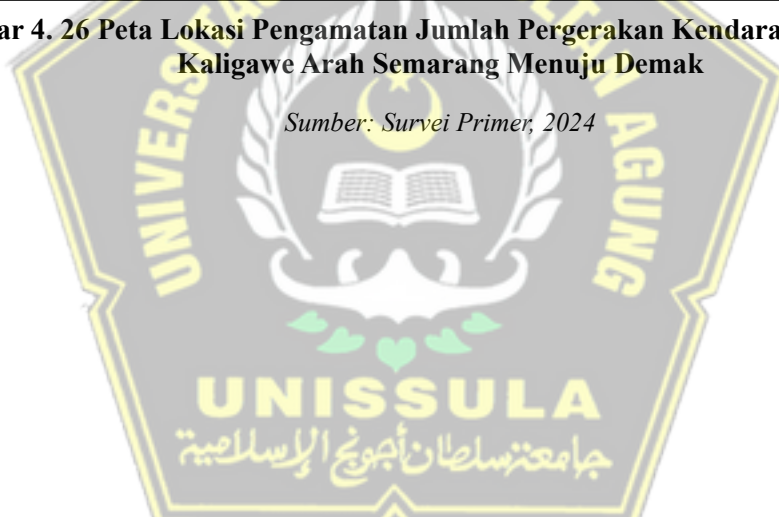 ar 4. 26 Peta Lokasi Pengamatan Jumlah Pergerakan Kendara
Kaligawe Arah Semarang Menuju Demak
Sumber: Survei Primer, 2024
UNIVERSITAS ISLAM SULTAN AGUNG
UNISSULA
جامعة سلطان أجونج الإسلامية